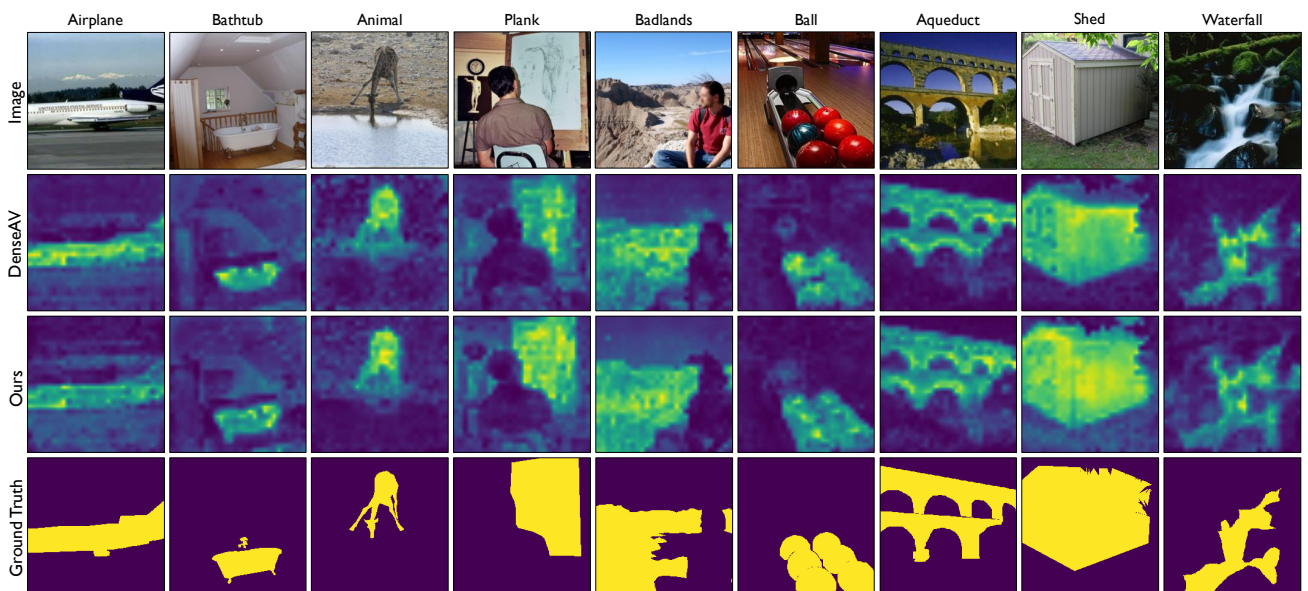 Airplane Bathtub Animal Plank Badlands Ball Aqueduct Shed Waterfall
Image
DenseAV
Ours
Ground Truth